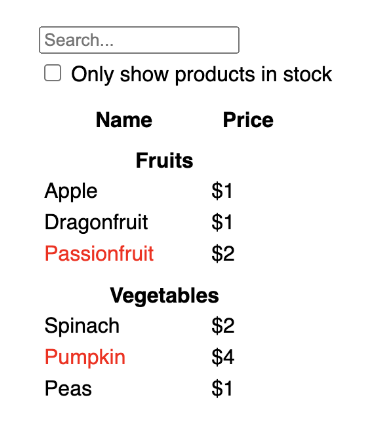 Search...
Only show products in stock
Name Price
Fruits
Apple $1
Dragonfruit $1
Passionfruit $2
Vegetables
Spinach $2
Pumpkin $4
Peas $1